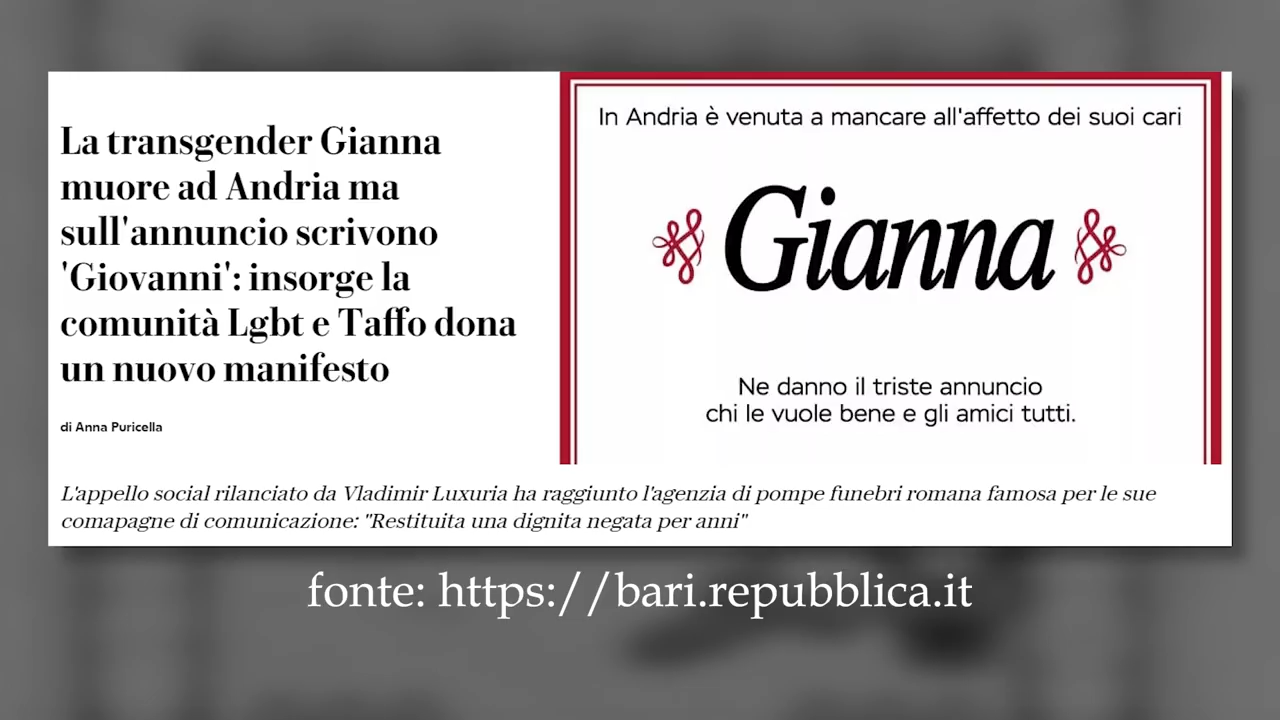 La transgender Gianna
muore ad Andria ma
sull'annuncio scrivono
'Giovanni': insorge la
comunità Lgbt e Taffo dona
un nuovo manifesto
di Anna Puricella
In Andria è venuta a mancare all'affetto dei suoi cari
Gianna
Ne danno il triste annuncio
chi le vuole bene e gli amici tutti.
L'appello social rilanciato da Vladimir Luxuria ha raggiunto l'agenzia di pompe funebri romana famosa per le sue
comapagne di comunicazione: "Restituita una dignita negata per anni"
fonte: https://bari.repubblica.it